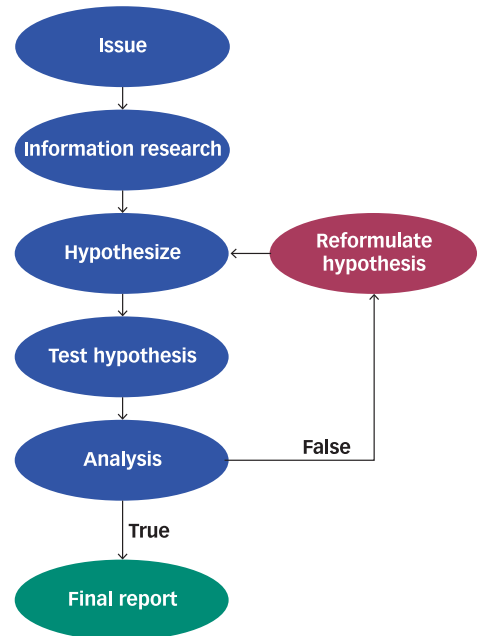 Issue
Information research
Hypothesize
Reformulate
hypothesis
Test hypothesis
Analysis
False
True
Final report